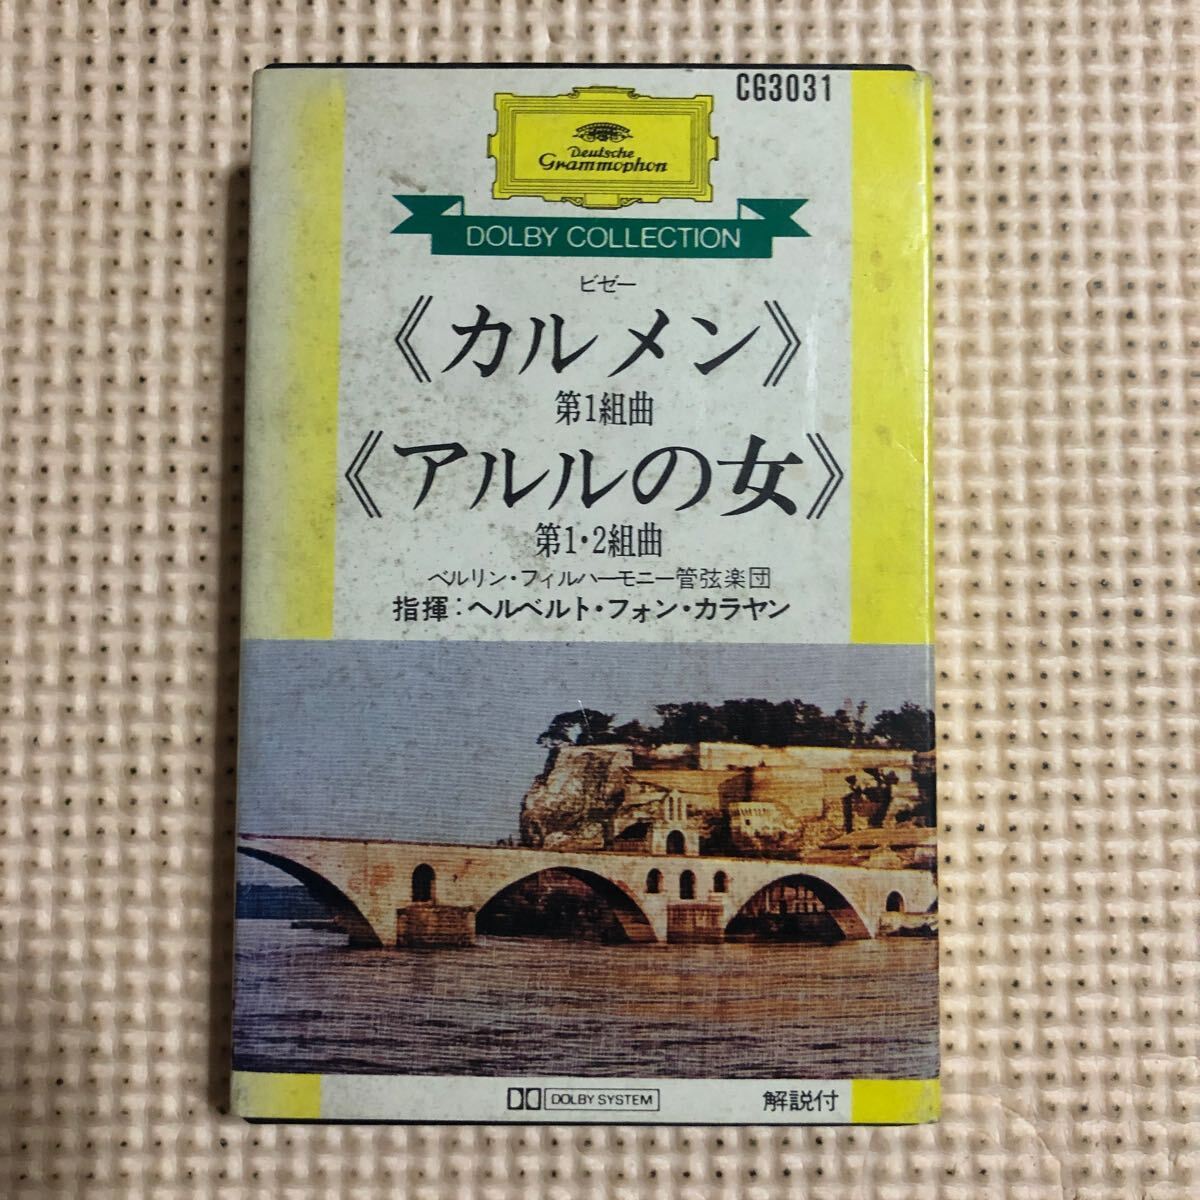 CG3031
Deutsche
Grammophon
DOLBY COLLECTION
ビゼー
《カルメン》
第1組曲
《アルルの女》
第1・2組曲
ベルリン・フィルハーモニー管弦楽団
指揮：ヘルベルト・フォン・カラヤン
DOLBY SYSTEM
解説付